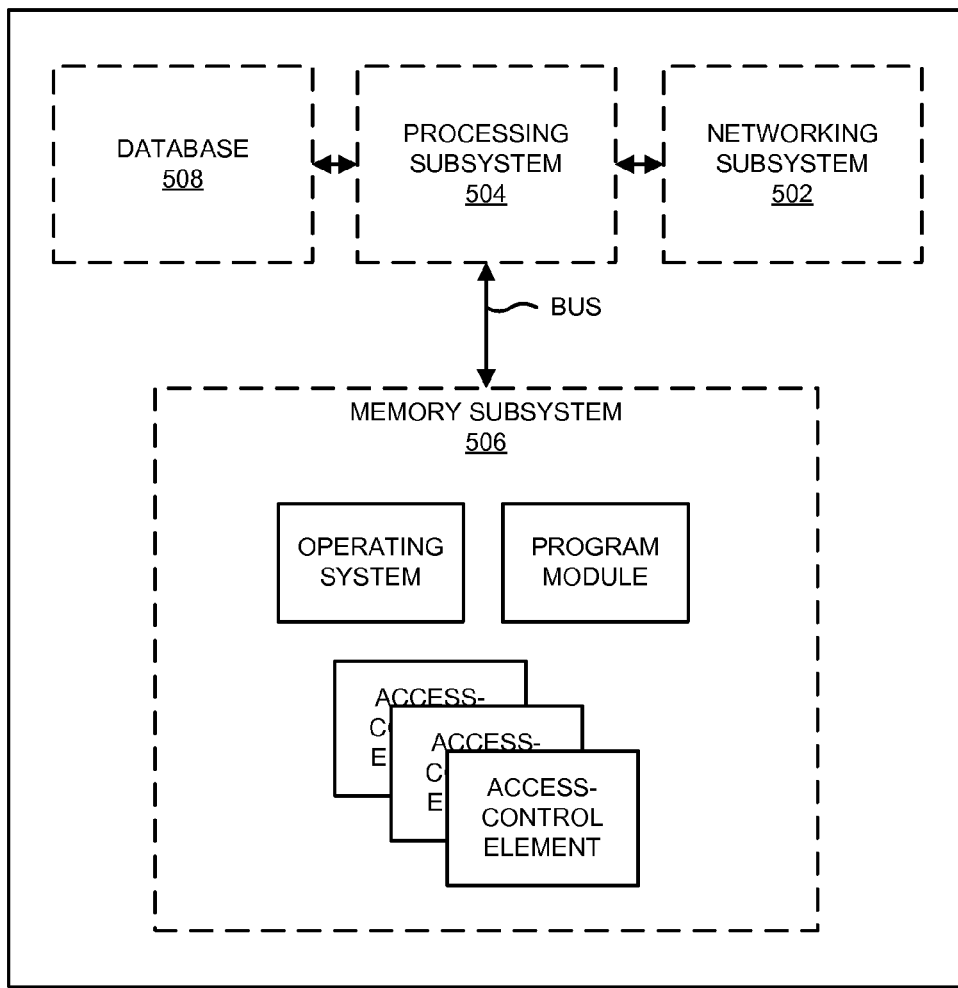 DATABASE
508
PROCESSING
SUBSYSTEM
504
NETWORKING
SUBSYSTEM
502
BUS
MEMORY SUBSYSTEM
506
OPERATING
SYSTEM
PROGRAM
MODULE
ACCESS-
ACCESS-
ACCESS-
CONTROL
ELEMENT